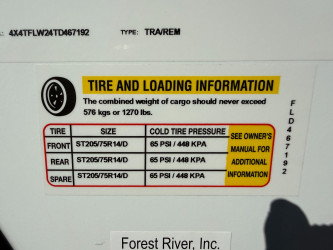 : 4X4TFLW24TD467192 TYPE: TRA/REM
TIRE AND LOADING INFORMATION
The combined weight of cargo should never exceed
576 kgs or 1270 lbs.
TIRE SIZE COLD TIRE PRESSURE
FRONT ST205/75R14/D 65 PSI / 448 KPA
REAR ST205/75R14/D 65 PSI / 448 KPA
SPARE ST205/75R14/D 65 PSI / 448 KPA
SEE OWNER'S
MANUAL FOR
ADDITIONAL
INFORMATION
FLD467192
Forest River, Inc.